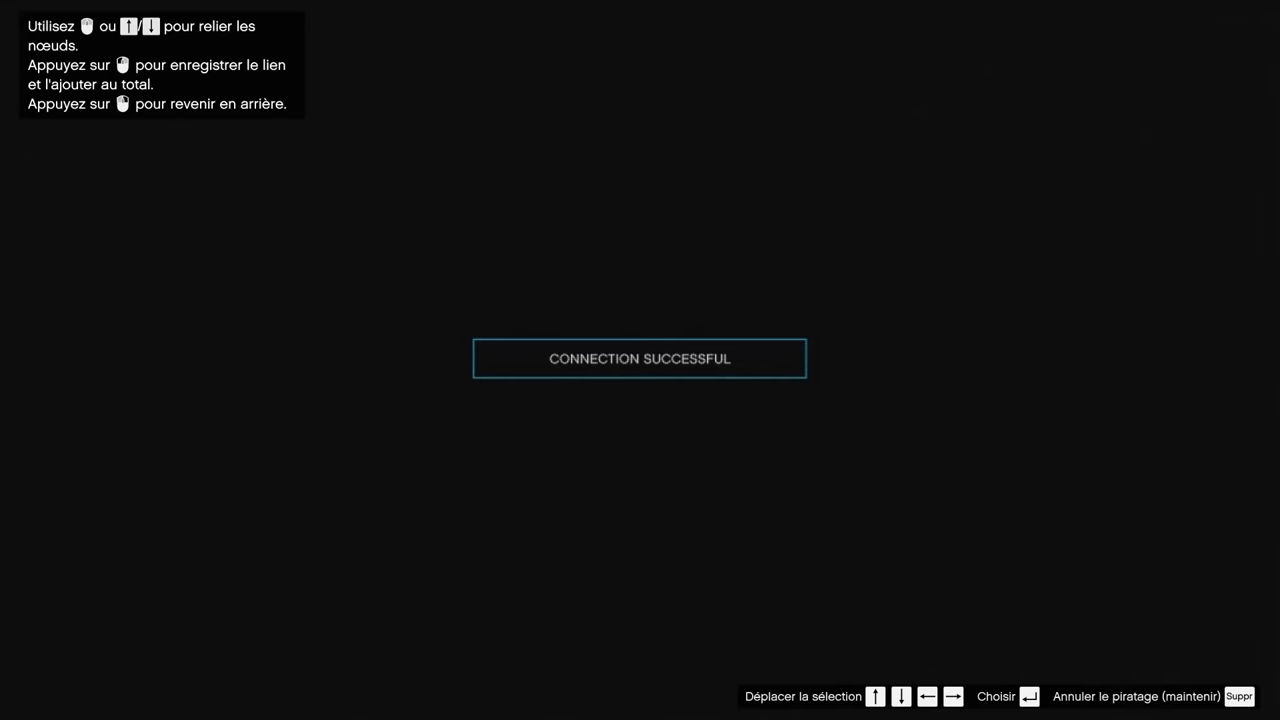 Utilisez ou ↑/↓ pour relier les
nœuds.
Appuyez sur pour enregistrer le lien
et l'ajouter au total.
Appuyez sur pour revenir en arrière.
CONNECTION SUCCESSFUL
Déplacer la sélection ↑ ↓ ← → Choisir ↵ Annuler le piratage (maintenir) Suppr